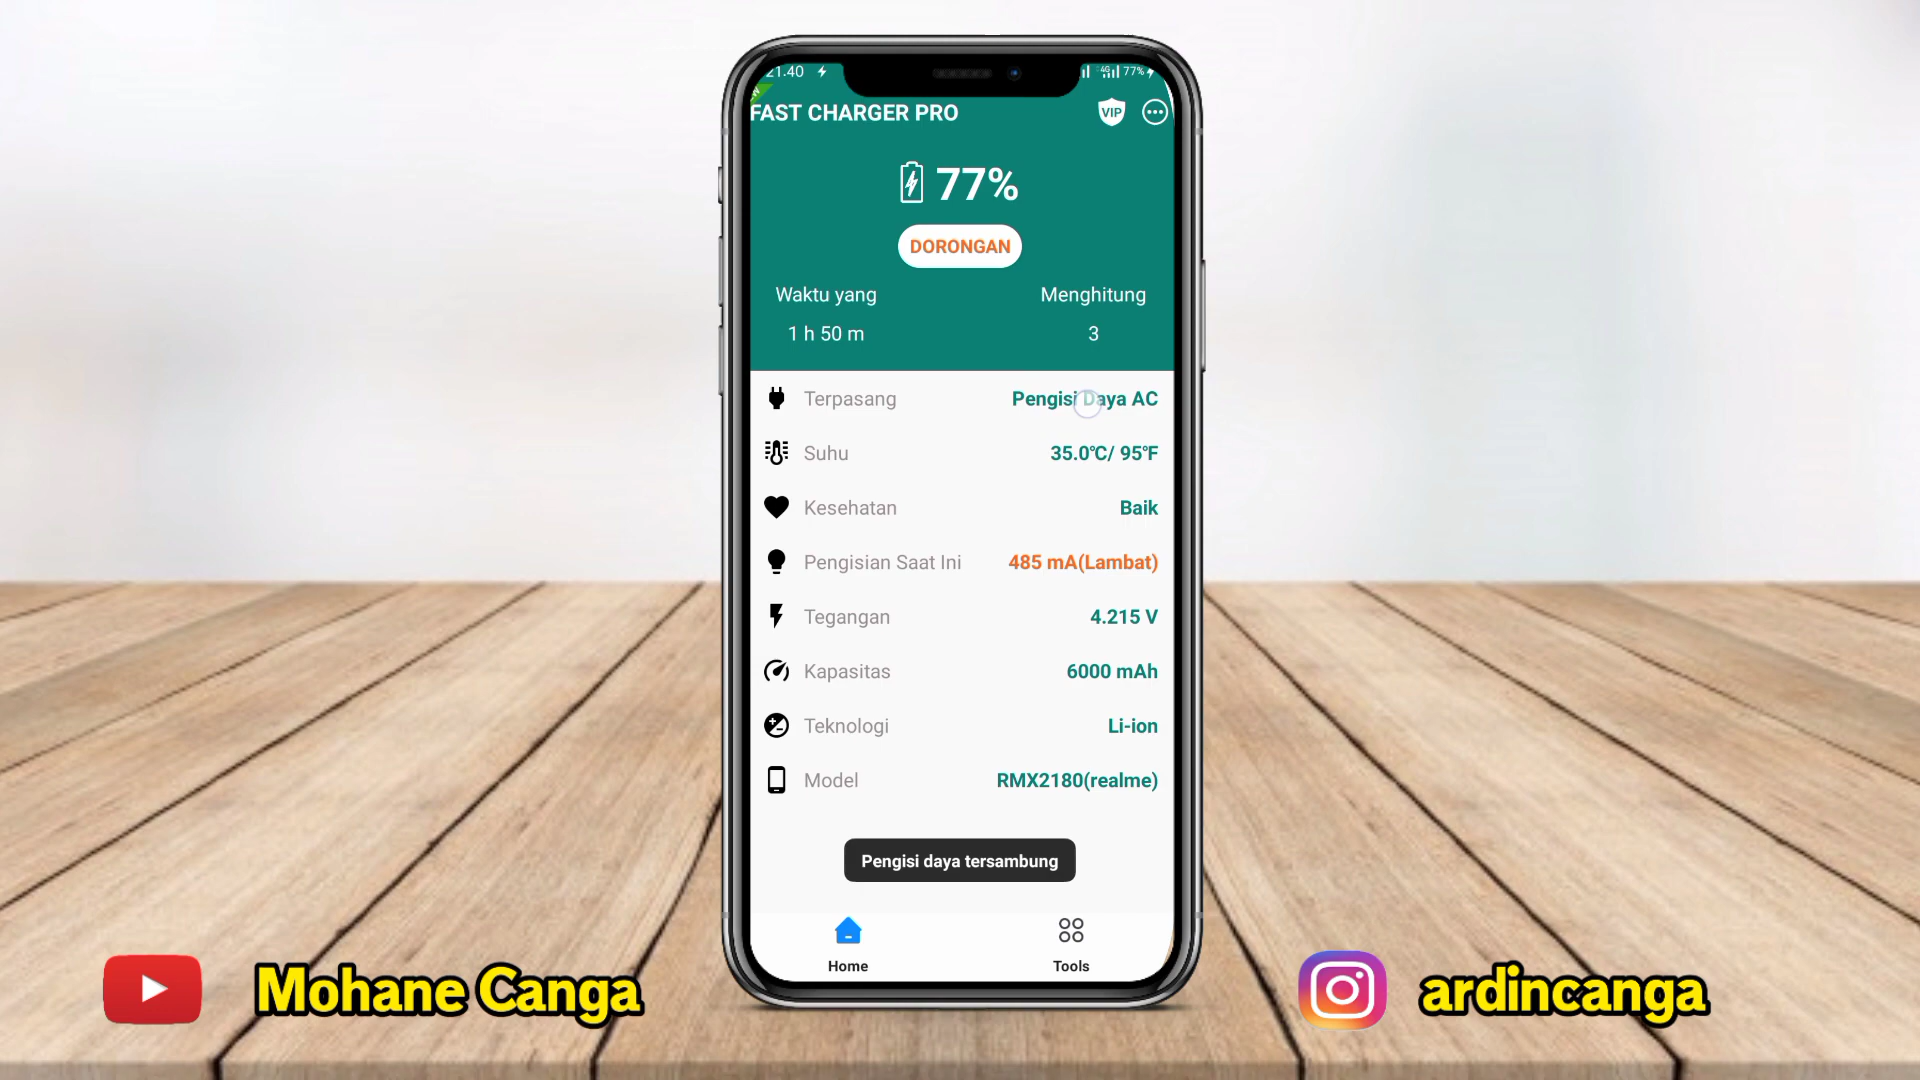 21.40
4G 77%
FAST CHARGER PRO
VIP
77%
DORONGAN
Waktu yang
Menghitung
1 h 50 m
3
Terpasang
Pengisi Daya AC
Suhu
35.0℃/ 95℉
Kesehatan
Baik
Pengisian Saat Ini
485 mA(Lambat)
Tegangan
4.215 V
Kapasitas
6000 mAh
Teknologi
Li-ion
Model
RMX2180(realme)
Pengisi daya tersambung
Home
Tools
Mohane Canga
ardincanga